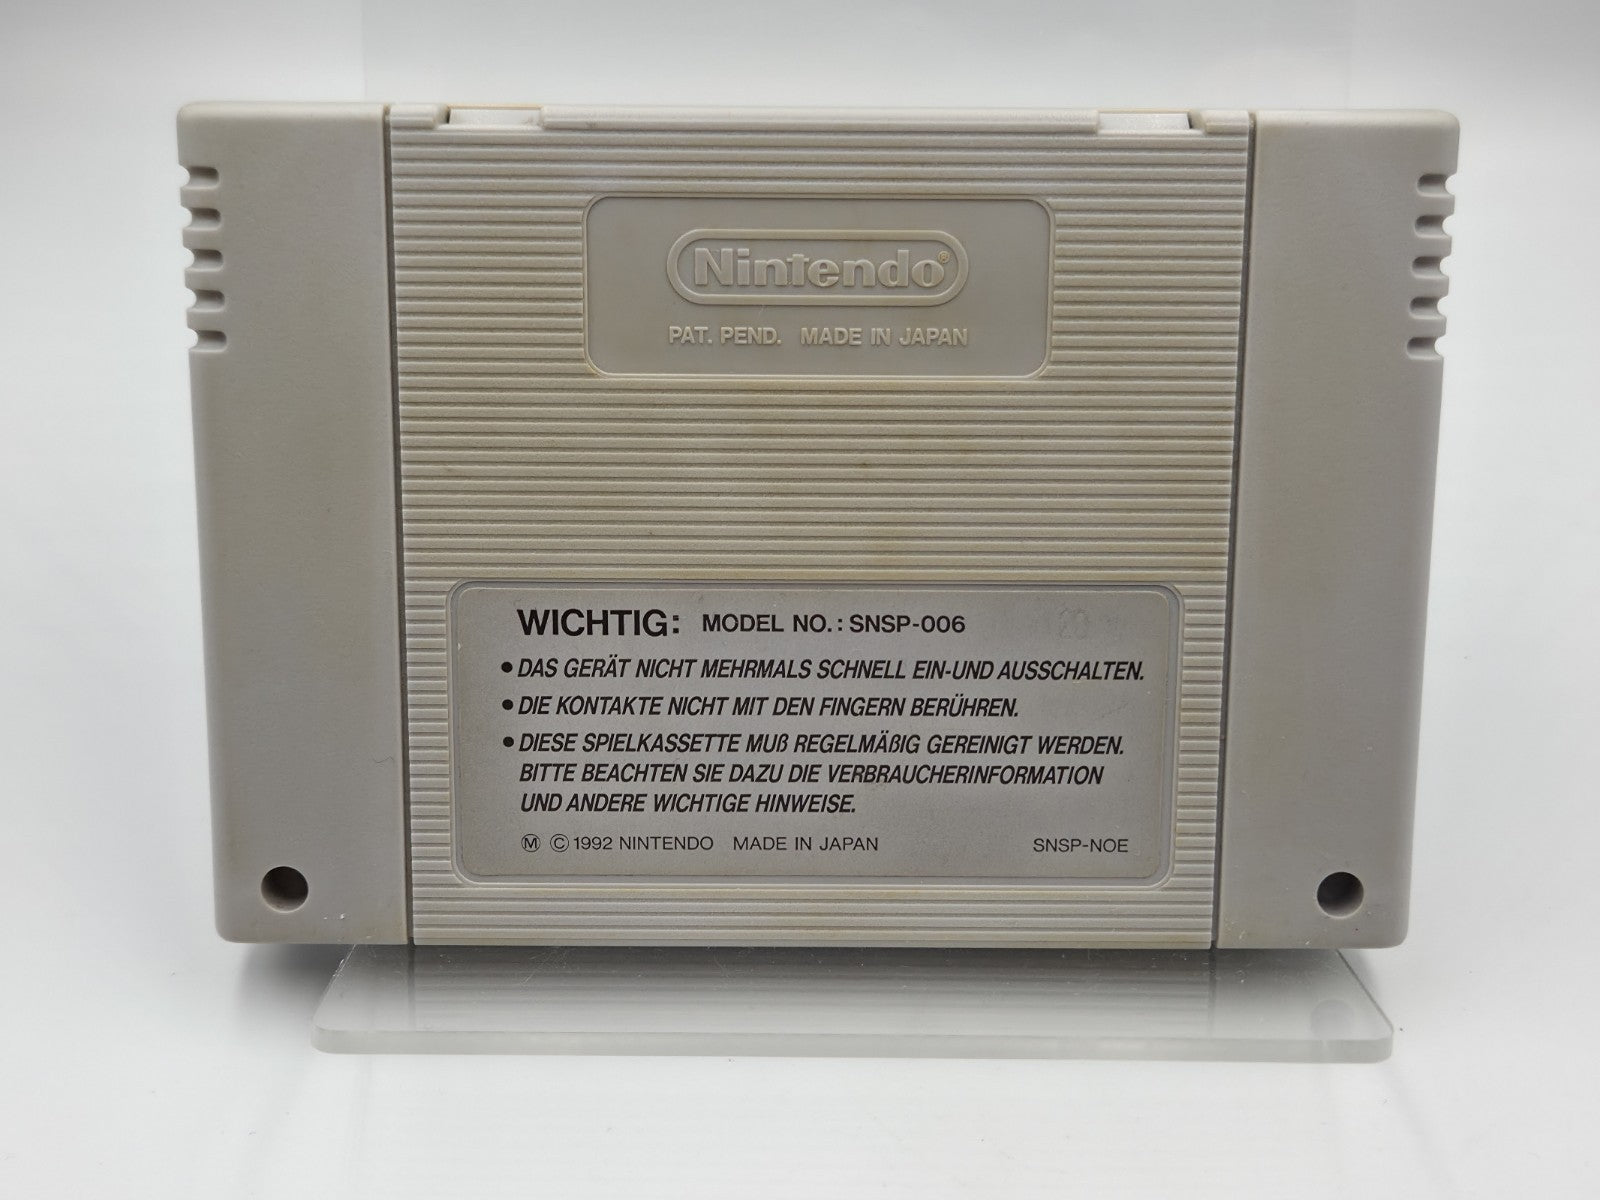 Nintendo®
PAT. PEND. MADE IN JAPAN
WICHTIG: MODEL NO.: SNSP-006
20
• DAS GERÄT NICHT MEHRMALS SCHNELL EIN-UND AUSSCHALTEN.
• DIE KONTAKTE NICHT MIT DEN FINGERN BERÜHREN.
• DIESE SPIELKASSETTE MUß REGELMÄßIG GEREINIGT WERDEN.
BITTE BEACHTEN SIE DAZU DIE VERBRAUCHERINFORMATION
UND ANDERE WICHTIGE HINWEISE.
Ⓜ © 1992 NINTENDO MADE IN JAPAN SNSP-NOE